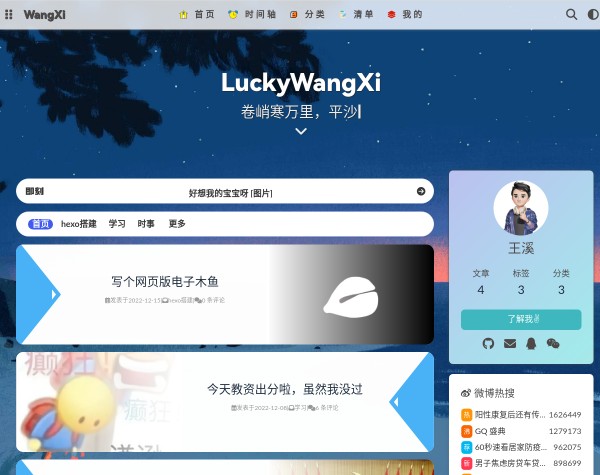 WangXi 首页 时间轴 分类 清单 我的
LuckyWangXi
卷峭寒万里，平沙
即刻 好想我的宝宝呀 [图片]
首页 hexo搭建 学习 时事 更多
写个网页版电子木鱼
发表于2022-12-15 hexo搭建 0 条评论
癫狂
癫狂
今天教资出分啦，虽然我没过
发表于2022-12-08 学习 6 条评论
王溪
文章 标签 分类
4 3 3
了解我
微博热搜
阳性康复后还有传... 1626449
GQ 盛典 1279173
60秒速看居家防疫... 962075
男子焦虑房贷车贷... 898699